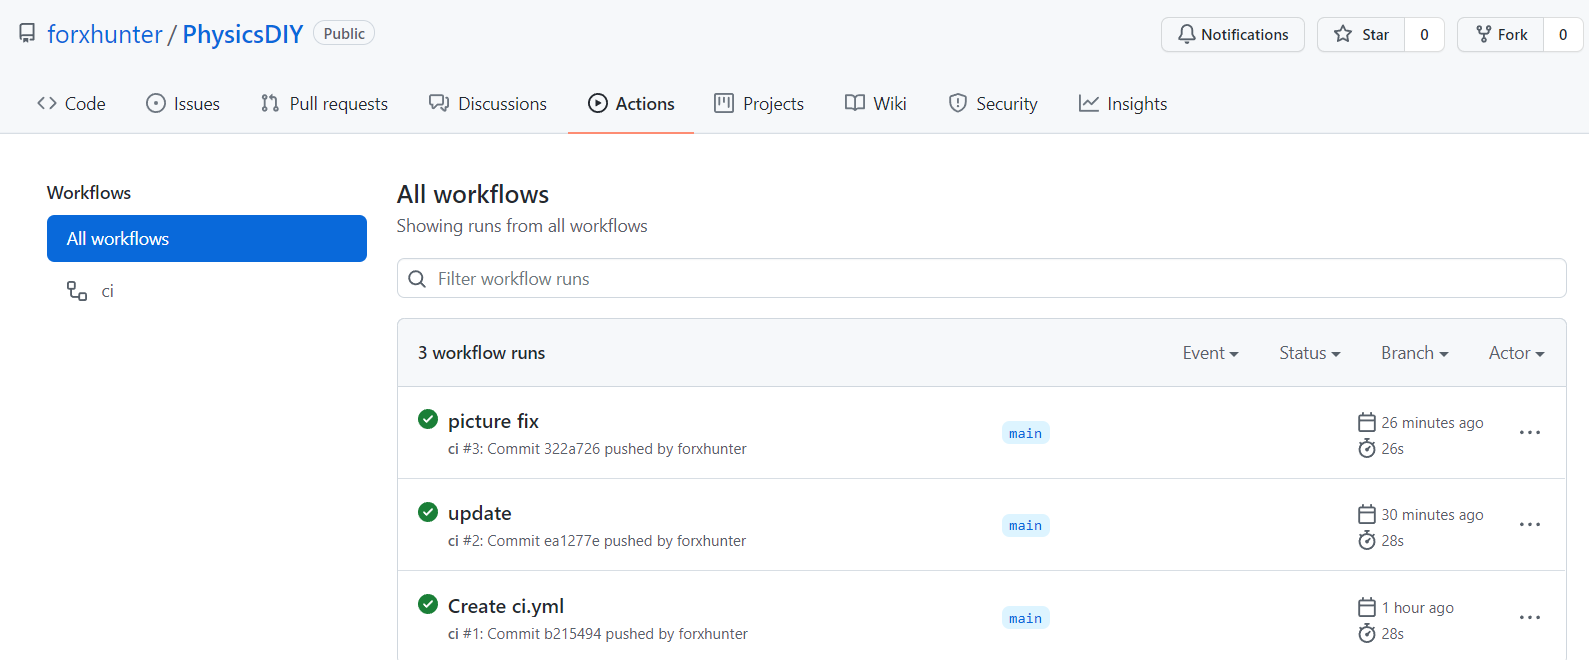 forxhunter / PhysicsDIY Public Notifications Star 0 Fork 0
Code Issues Pull requests Discussions Actions Projects Wiki Security Insights
Workflows
All workflows
ci
All workflows
Showing runs from all workflows
Filter workflow runs
3 workflow runs Event Status Branch Actor
picture fix
ci #3: Commit 322a726 pushed by forxhunter
main
26 minutes ago
26s
update
ci #2: Commit ea1277e pushed by forxhunter
main
30 minutes ago
28s
Create ci.yml
ci #1: Commit b215494 pushed by forxhunter
main
1 hour ago
28s